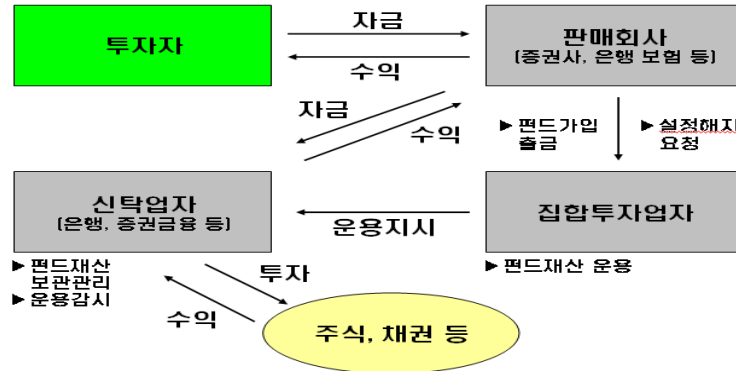 투자자
자금
수익
판매회사
(증권사, 은행 보험 등)
자금
수익
▶ 펀드가입
출금
▶ 설정해지
요청
신탁업자
(은행, 증권금융 등)
운용지시
집합투자업자
▶ 펀드재산
보관관리
▶ 운용감시
▶ 펀드재산 운용
투자
수익
주식, 채권 등